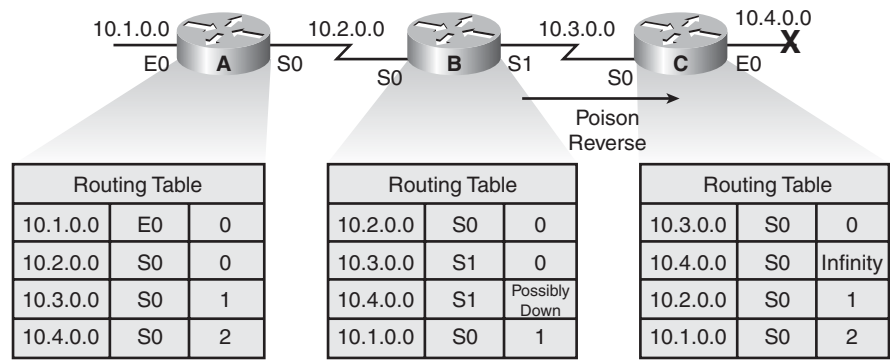 10.1.0.0 10.2.0.0 10.3.0.0 10.4.0.0
X
E0 A S0 S0 B S1 S0 C E0
Poison
Reverse
Routing Table
10.1.0.0 E0 0
10.2.0.0 S0 0
10.3.0.0 S0 1
10.4.0.0 S0 2
Routing Table
10.2.0.0 S0 0
10.3.0.0 S1 0
10.4.0.0 S1 Possibly
Down
10.1.0.0 S0 1
Routing Table
10.3.0.0 S0 0
10.4.0.0 S0 Infinity
10.2.0.0 S0 1
10.1.0.0 S0 2